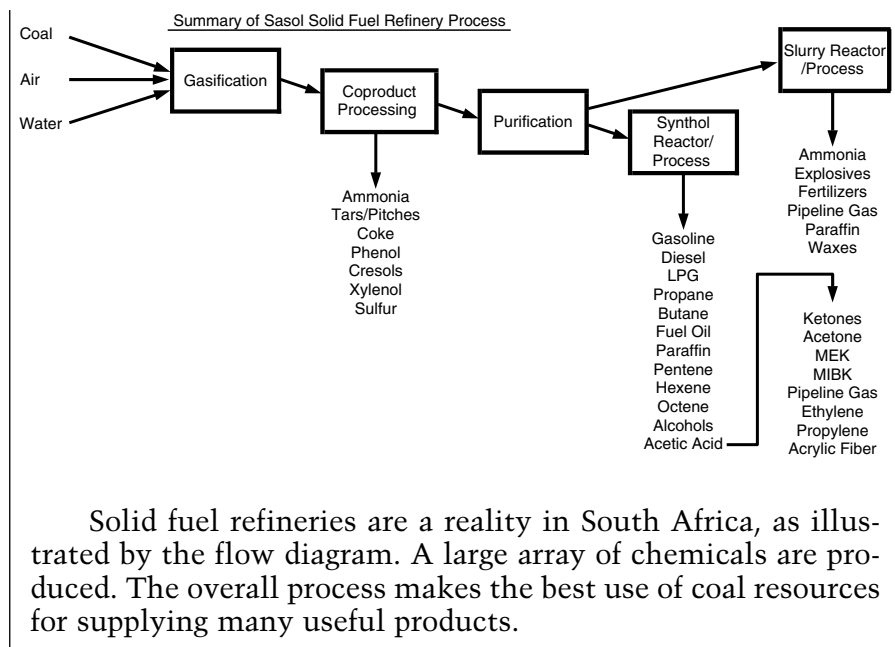 Summary of Sasol Solid Fuel Refinery Process
Coal
Air
Water
Gasification
Coproduct
Processing
Purification
Synthol
Reactor/
Process
Slurry Reactor
/Process
Ammonia
Tars/Pitches
Coke
Phenol
Cresols
Xylenol
Sulfur
Gasoline
Diesel
LPG
Propane
Butane
Fuel Oil
Paraffin
Pentene
Hexene
Octene
Alcohols
Acetic Acid
Ammonia
Explosives
Fertilizers
Pipeline Gas
Paraffin
Waxes
Ketones
Acetone
MEK
MIBK
Pipeline Gas
Ethylene
Propylene
Acrylic Fiber
Solid fuel refineries are a reality in South Africa, as illus-
trated by the flow diagram. A large array of chemicals are pro-
duced. The overall process makes the best use of coal resources
for supplying many useful products.